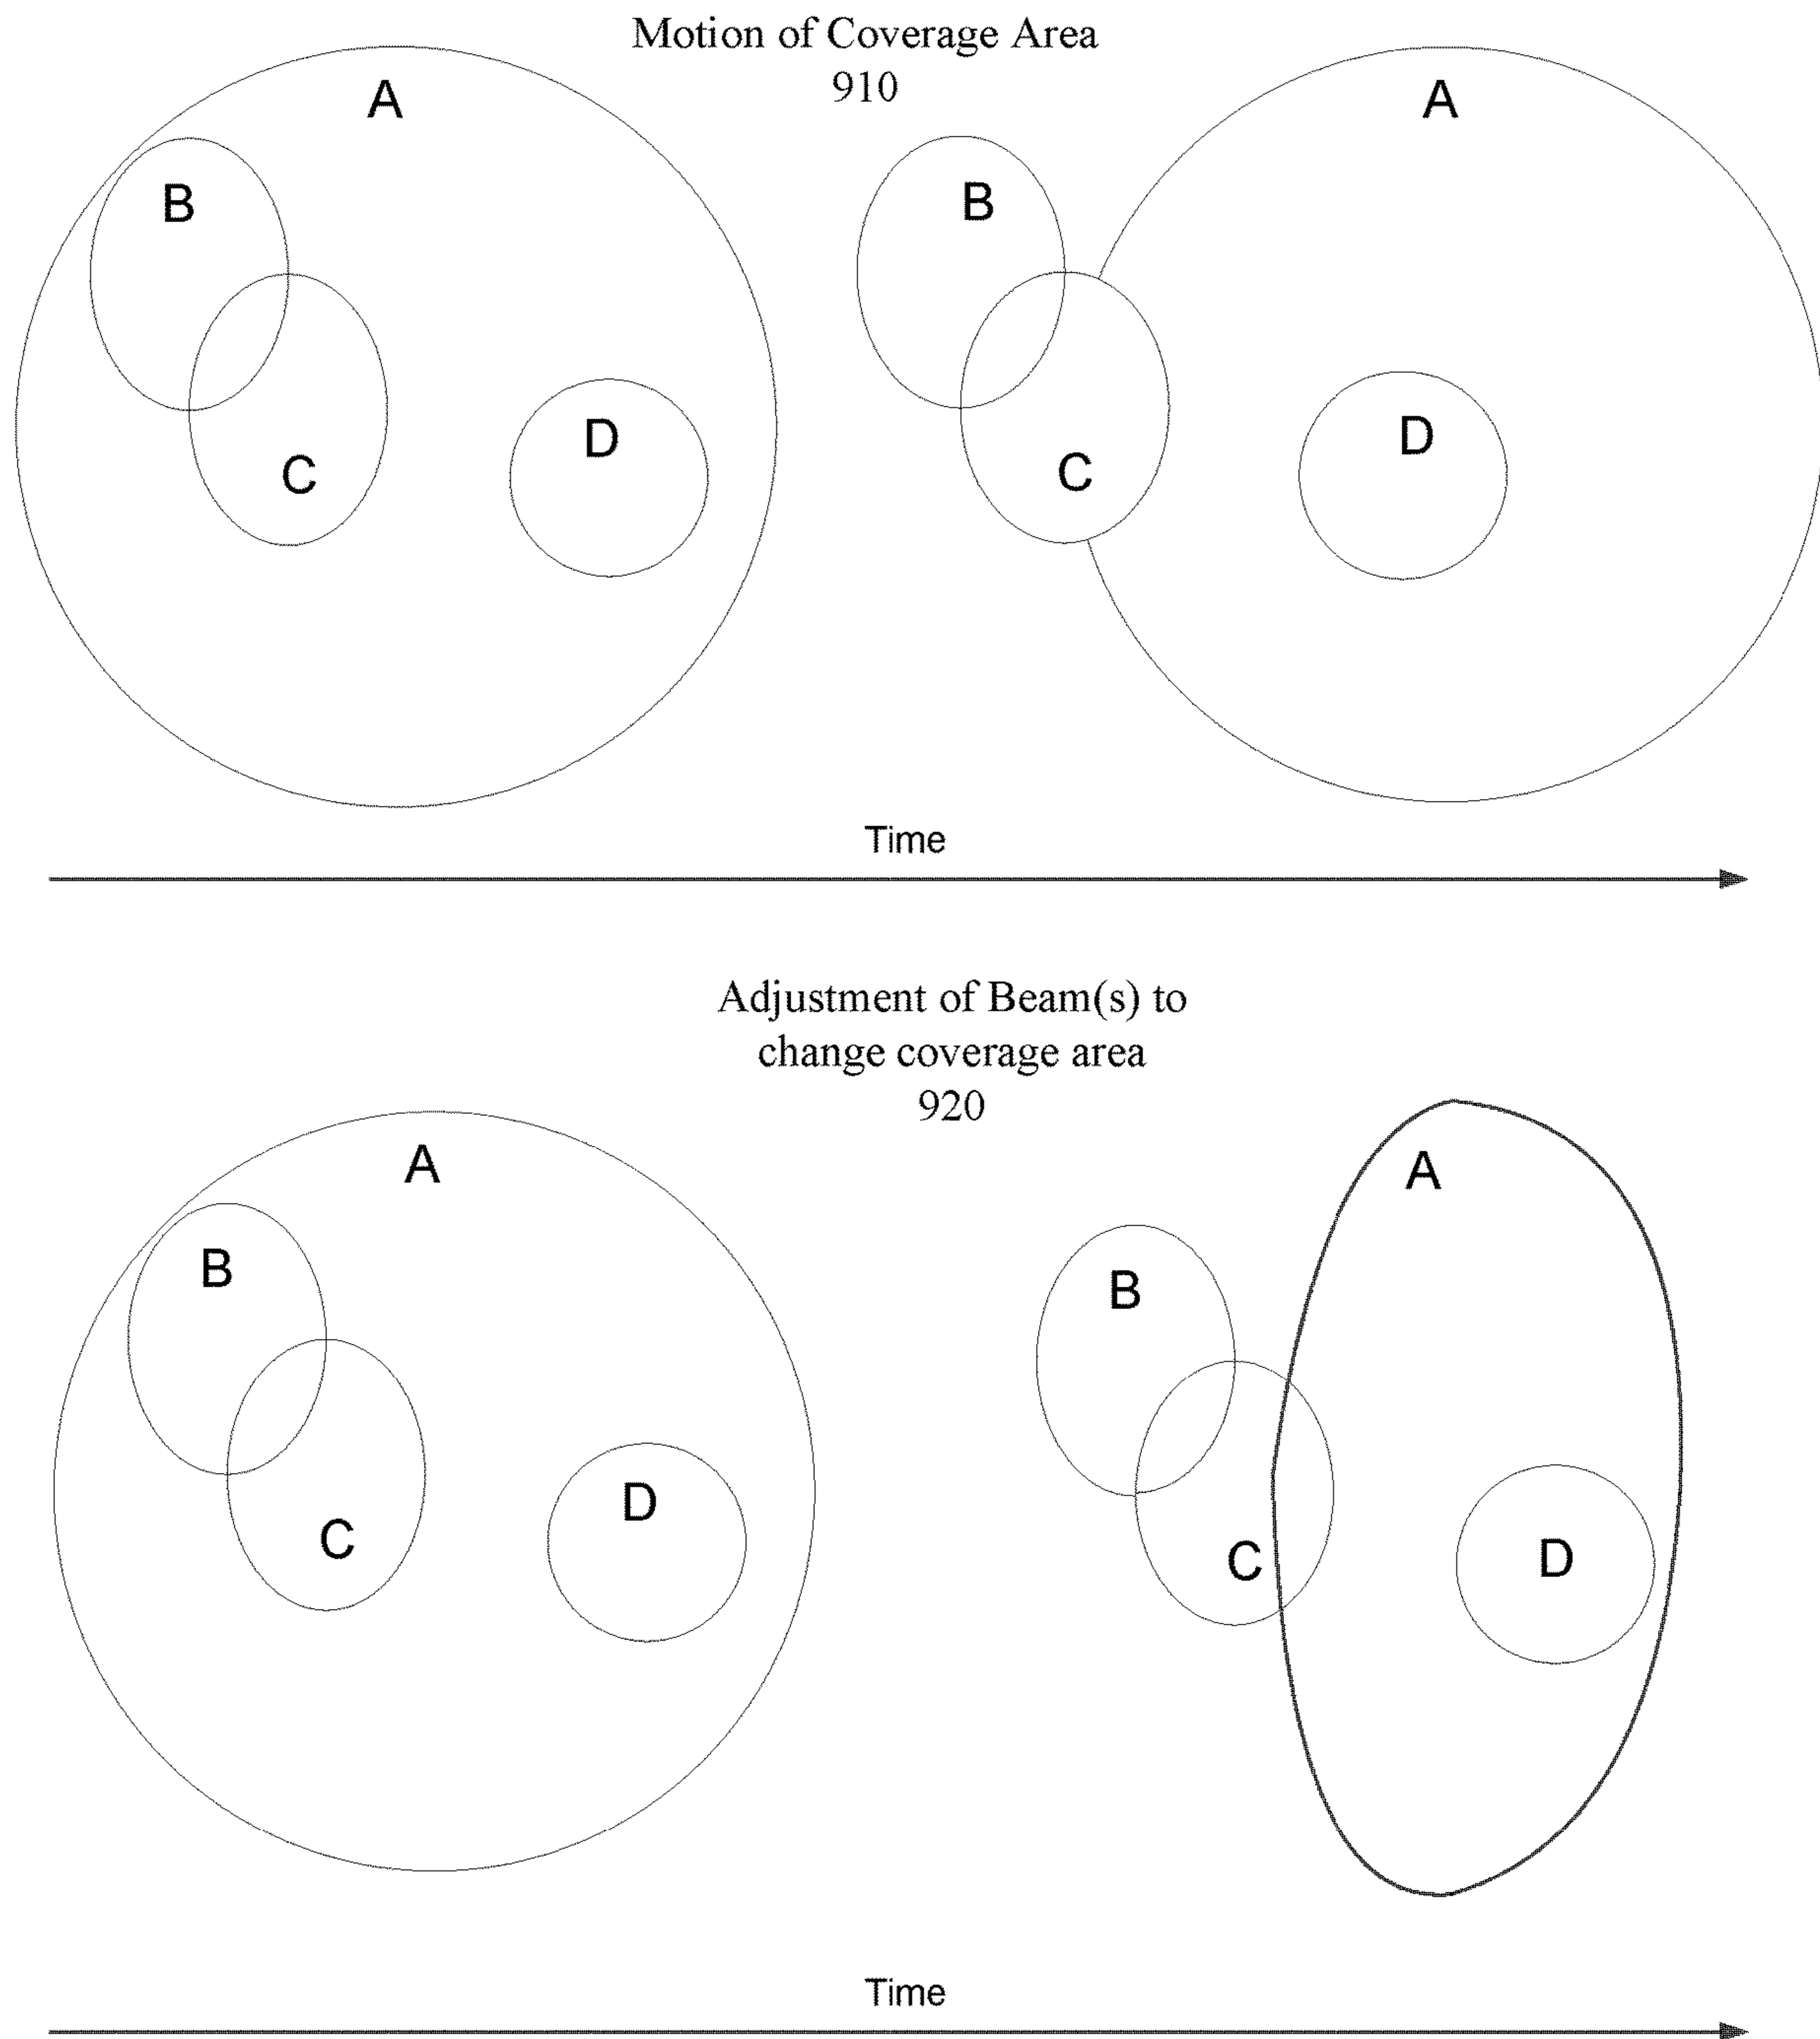 Motion of Coverage Area
910
A
A
B
B
D
D
C
C
Time
Adjustment of Beam(s) to
change coverage area
920
A
A
B
B
D
C
C
D
Time